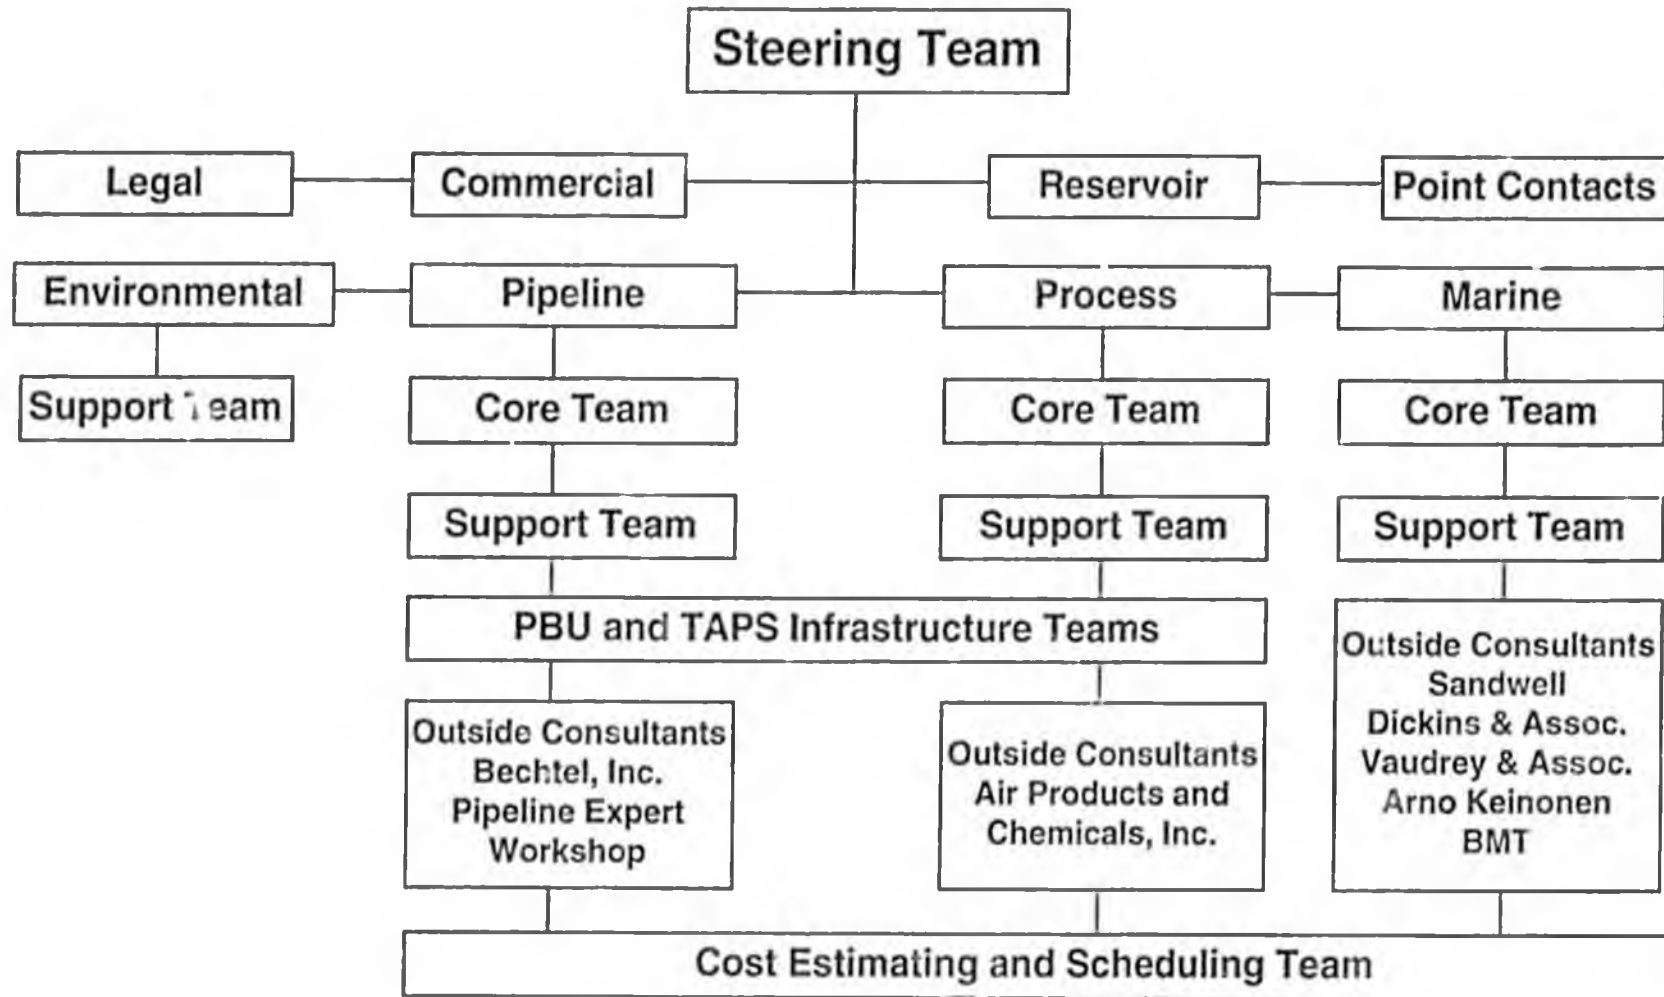 Steering Team
Legal
Commercial
Reservoir
Point Contacts
Environmental
Pipeline
Process
Marine
Support Team
Core Team
Core Team
Core Team
Support Team
Support Team
Support Team
PBU and TAPS Infrastructure Teams
Outside Consultants
Bechtel, Inc.
Pipeline Expert
Workshop
Outside Consultants
Air Products and
Chemicals, Inc.
Outside Consultants
Sandwell
Dickins & Assoc.
Vaudrey & Assoc.
Arno Keinonen
BMT
Cost Estimating and Scheduling Team